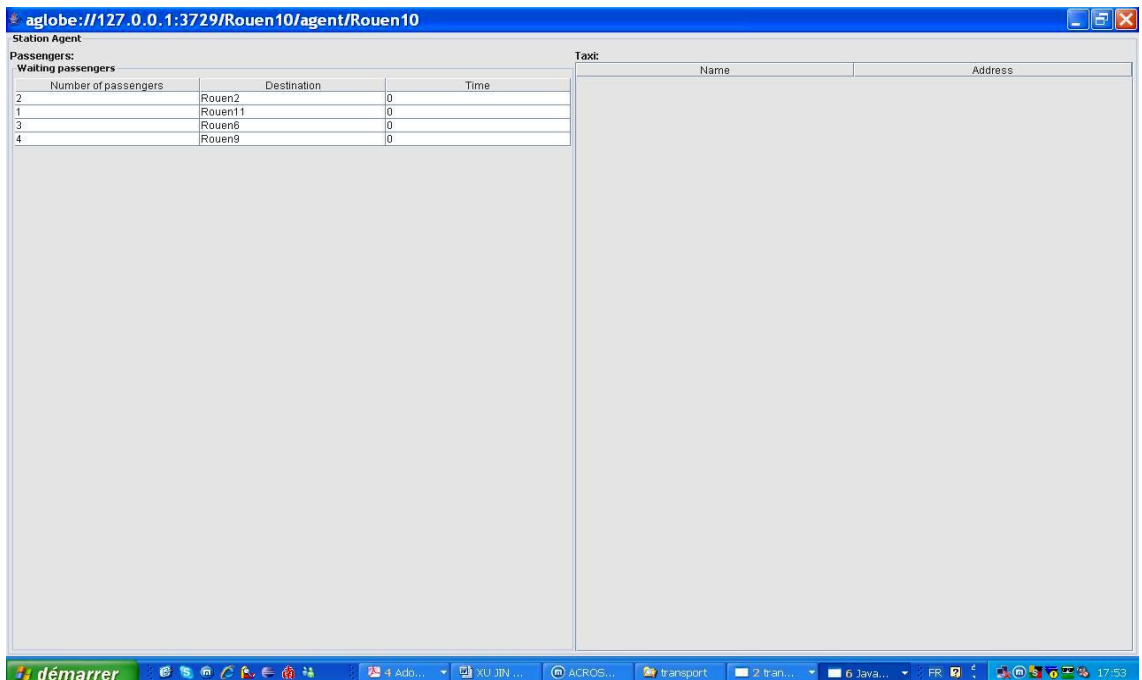 aglobe://127.0.0.1:3729/Rouen10/agent/Rouen10
Station Agent
Passengers:
Waiting passengers
Number of passengers Destination Time
2 Rouen2 0
1 Rouen11 0
3 Rouen6 0
4 Rouen9 0
Taxi:
Name Address
démarrer 4 Ado... XU JIN ... ACROS... transport 2 tran... 6 Java... FR 17:53